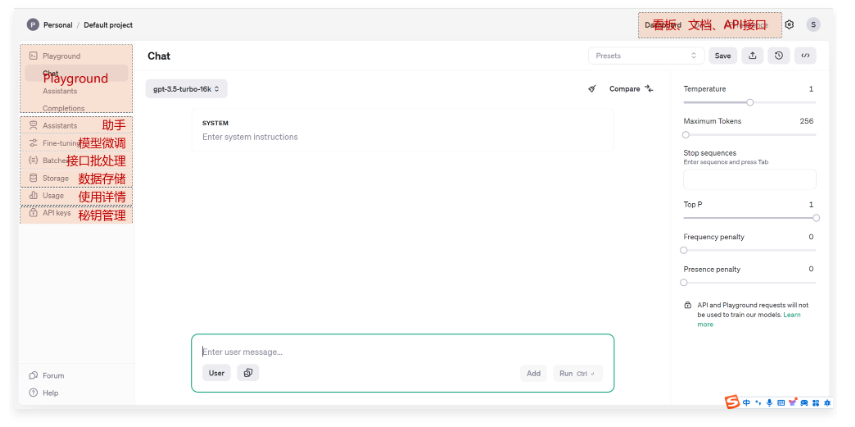 P Personal / Default project
看板、文档、API接口
S
Playground
Chat
Playground
Assistants
Completions
Assistants 助手
Fine-tuning 模型微调
Batches 接口批处理
Storage 数据存储
Usage 使用详情
API keys 秘钥管理
Forum
Help
Chat
Presets
Save
gpt-3.5-turbo-16k
Compare
SYSTEM
Enter system instructions
Enter user message...
User
Add
Run Ctrl
Temperature 1
Maximum Tokens 256
Stop sequences
Enter sequence and press Tab
Top P 1
Frequency penalty 0
Presence penalty 0
API and Playground requests will not
be used to train our models. Learn
more
中